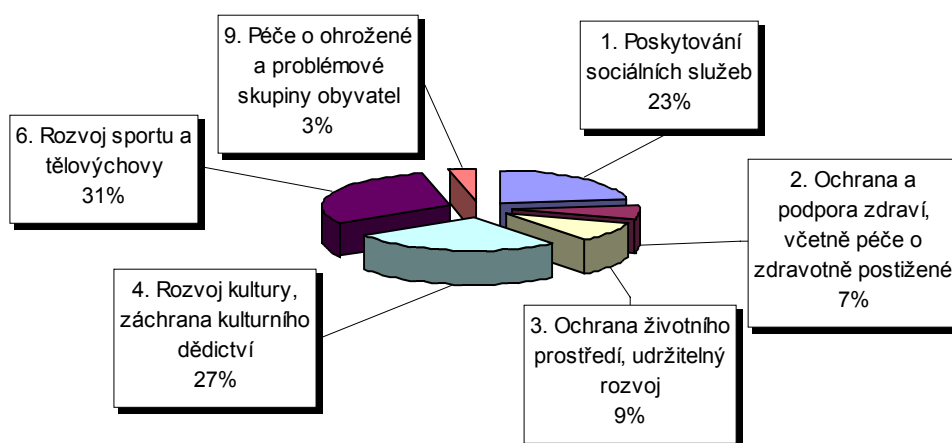 9. Péče o ohrožené
a problémové
skupiny obyvatel
3%
1. Poskytování
sociálních služeb
23%
6. Rozvoj sportu a
tělovýchovy
31%
2. Ochrana a
podpora zdraví,
včetně péče o
zdravotně postižené
7%
4. Rozvoj kultury,
záchrana kulturního
dědictví
27%
3. Ochrana životního
prostředí, udržitelný
rozvoj
9%